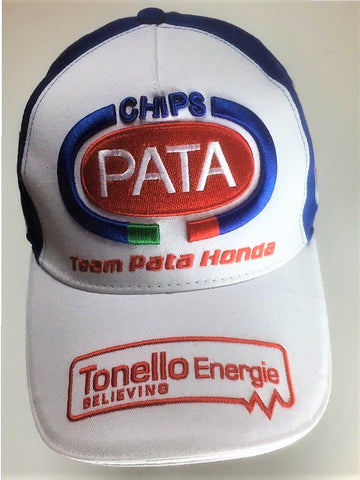 CHIPS
PATA
Team Pata Honda
Tonello Energie
BELIEVING